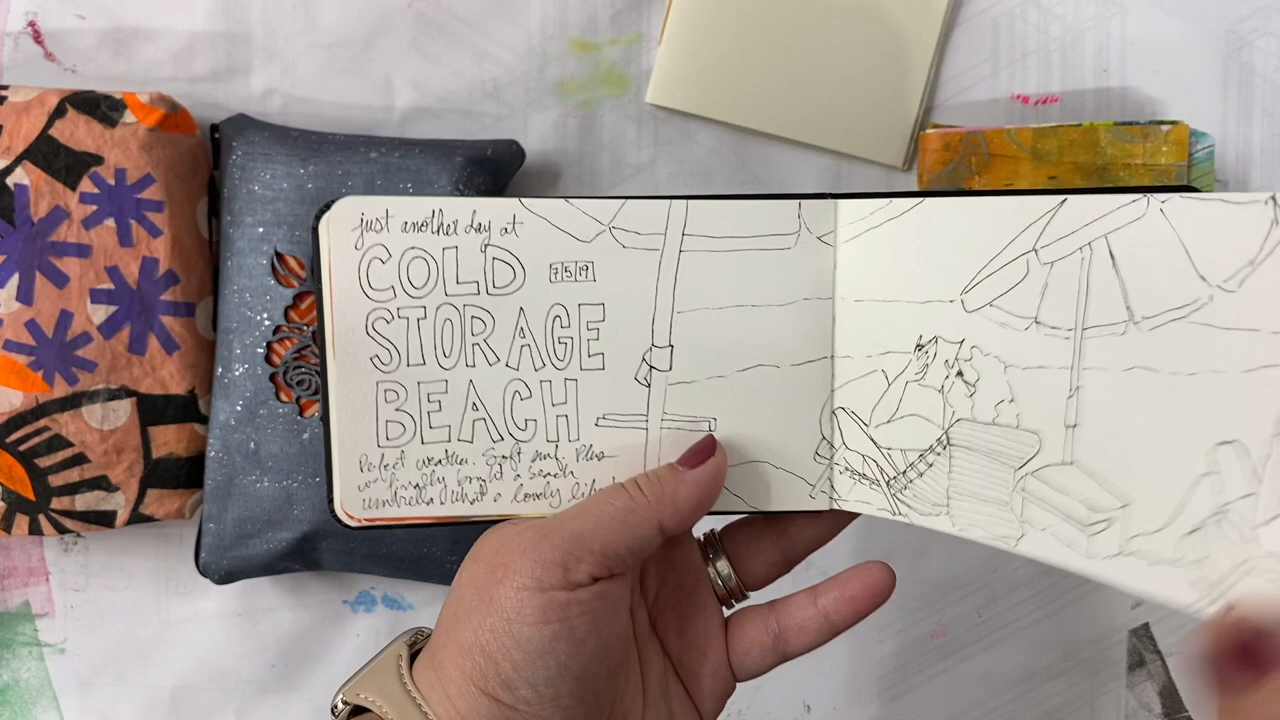 just another day at
COLD
7 5 19
STORAGE
BEACH
Perfect weather. Soft surf. Plus
we finally bought a beach
umbrella. What a lovely life!